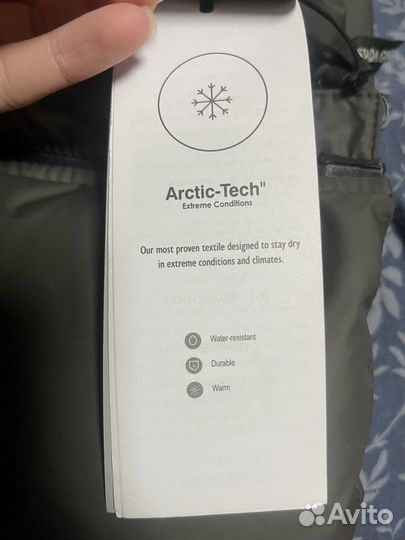 Arctic-Tech"
Extreme Conditions
Our most proven textile designed to stay dry
in extreme conditions and climates.
Water-resistant
Durable
Warm
Avito